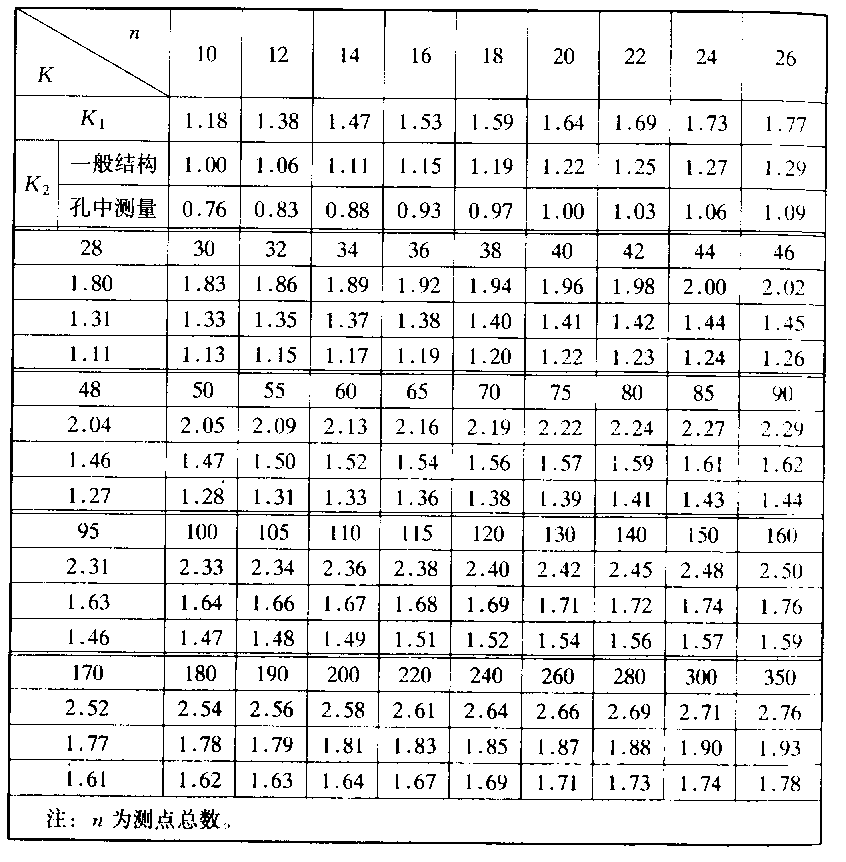 n
K 10 12 14 16 18 20 22 24 26
K₁ 1.18 1.38 1.47 1.53 1.59 1.64 1.69 1.73 1.77
K₂ 一般结构 1.00 1.06 1.11 1.15 1.19 1.22 1.25 1.27 1.29
孔中测量 0.76 0.83 0.88 0.93 0.97 1.00 1.03 1.06 1.09
28 30 32 34 36 38 40 42 44 46
1.80 1.83 1.86 1.89 1.92 1.94 1.96 1.98 2.00 2.02
1.31 1.33 1.35 1.37 1.38 1.40 1.41 1.42 1.44 1.45
1.11 1.13 1.15 1.17 1.19 1.20 1.22 1.23 1.24 1.26
48 50 55 60 65 70 75 80 85 90
2.04 2.05 2.09 2.13 2.16 2.19 2.22 2.24 2.27 2.29
1.46 1.47 1.50 1.52 1.54 1.56 1.57 1.59 1.61 1.62
1.27 1.28 1.31 1.33 1.36 1.38 1.39 1.41 1.43 1.44
95 100 105 110 115 120 130 140 150 160
2.31 2.33 2.34 2.36 2.38 2.40 2.42 2.45 2.48 2.50
1.63 1.64 1.66 1.67 1.68 1.69 1.71 1.72 1.74 1.76
1.46 1.47 1.48 1.49 1.51 1.52 1.54 1.56 1.57 1.59
170 180 190 200 220 240 260 280 300 350
2.52 2.54 2.56 2.58 2.61 2.64 2.66 2.69 2.71 2.76
1.77 1.78 1.79 1.81 1.83 1.85 1.87 1.88 1.90 1.93
1.61 1.62 1.63 1.64 1.67 1.69 1.71 1.73 1.74 1.78
注：n 为测点总数。